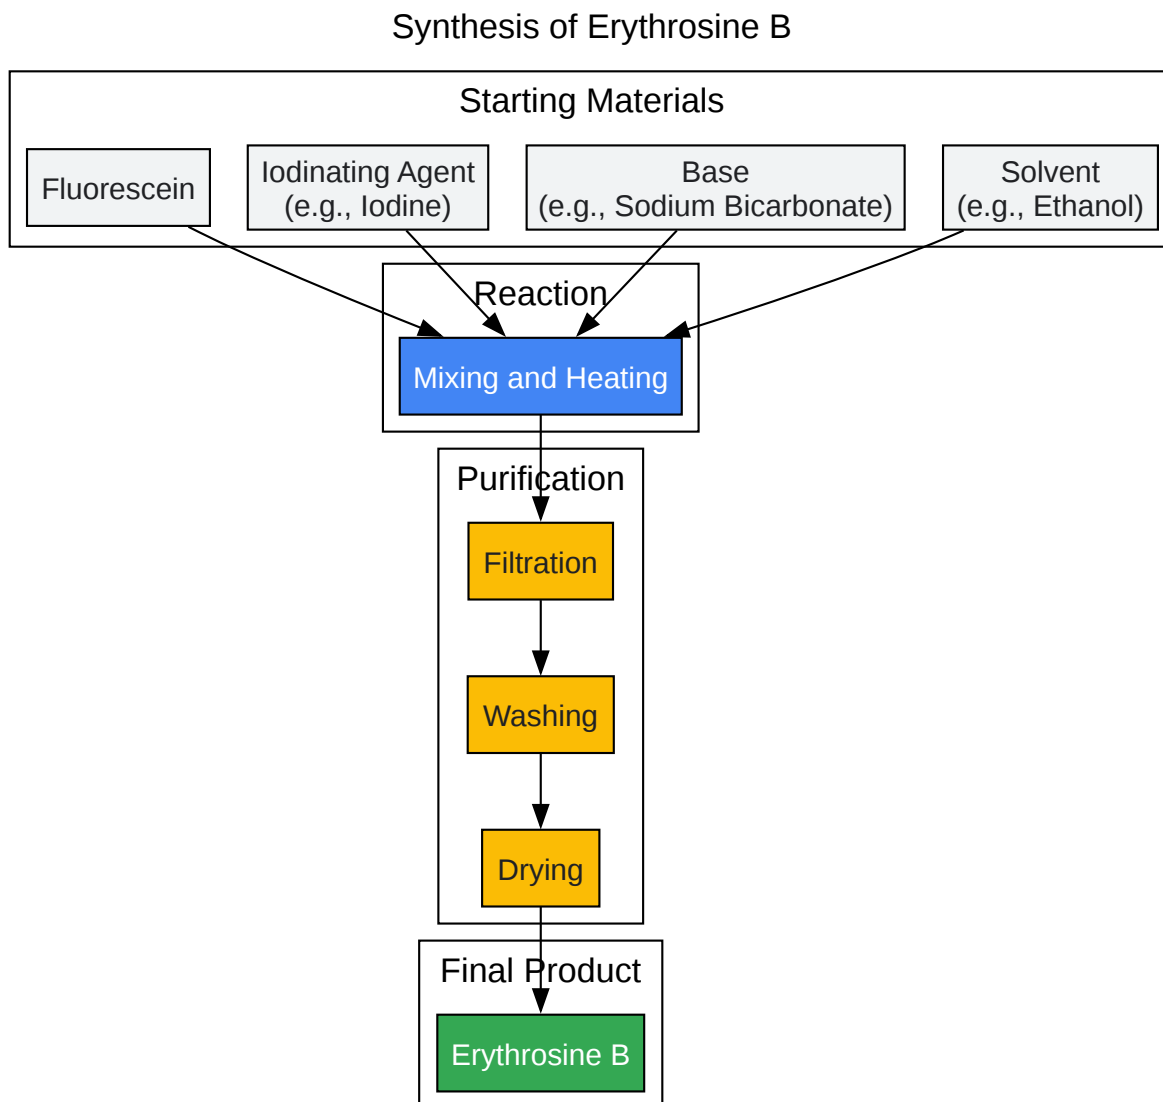 Synthesis of Erythrosine B
Starting Materials
Fluorescein
Iodinating Agent
(e.g., Iodine)
Base
(e.g., Sodium Bicarbonate)
Solvent
(e.g., Ethanol)
Reaction
Mixing and Heating
Purification
Filtration
Washing
Drying
Final Product
Erythrosine B